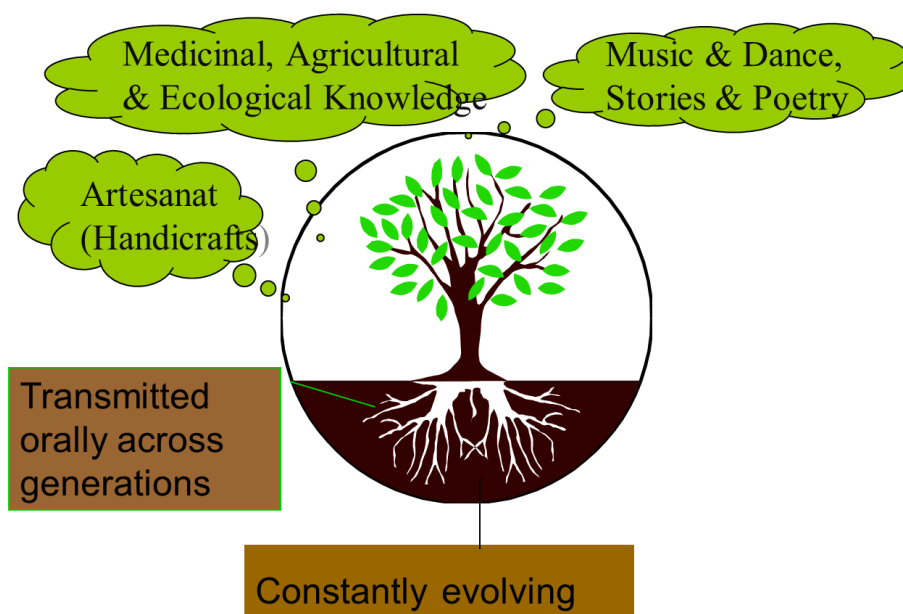 Medicinal, Agricultural
& Ecological Knowledge
Music & Dance,
Stories & Poetry
Artesanat
(Handicrafts)
Transmitted
orally across
generations
Constantly evolving